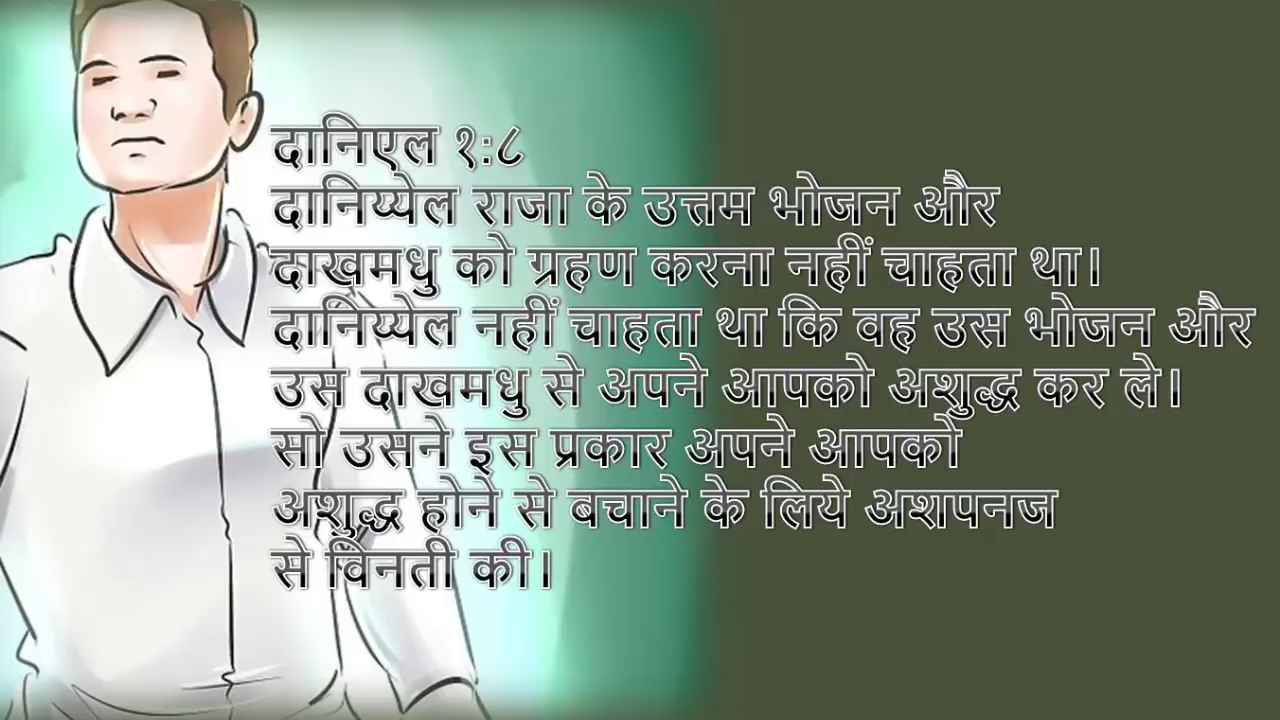 दानिएल १:८
दानिय्येल राजा के उत्तम भोजन और
दाखमधु को ग्रहण करना नहीं चाहता था।
दानिय्येल नहीं चाहता था कि वह उस भोजन और
उस दाखमधु से अपने आपको अशुद्ध कर ले।
सो उसने इस प्रकार अपने आपको
अशुद्ध होने से बचाने के लिये अशपनज
से विनती की।